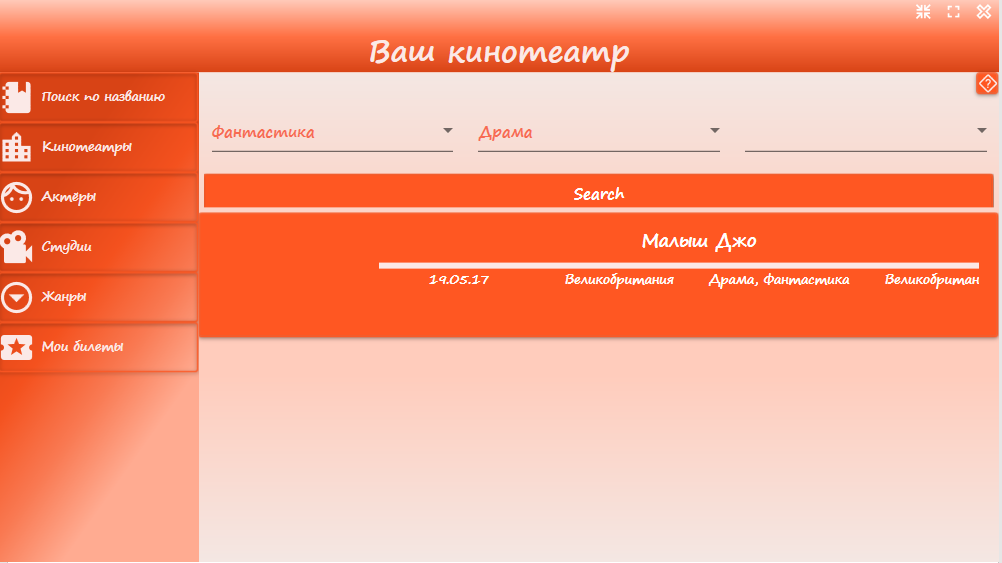 Ваш кинотеатр
Поиск по названию
Кинотеатры
Актёры
Студии
Жанры
Мои билеты
Фантастика Драма
Search
Малыш Джо
19.05.17 Великобритания Драма, Фантастика Великобритан